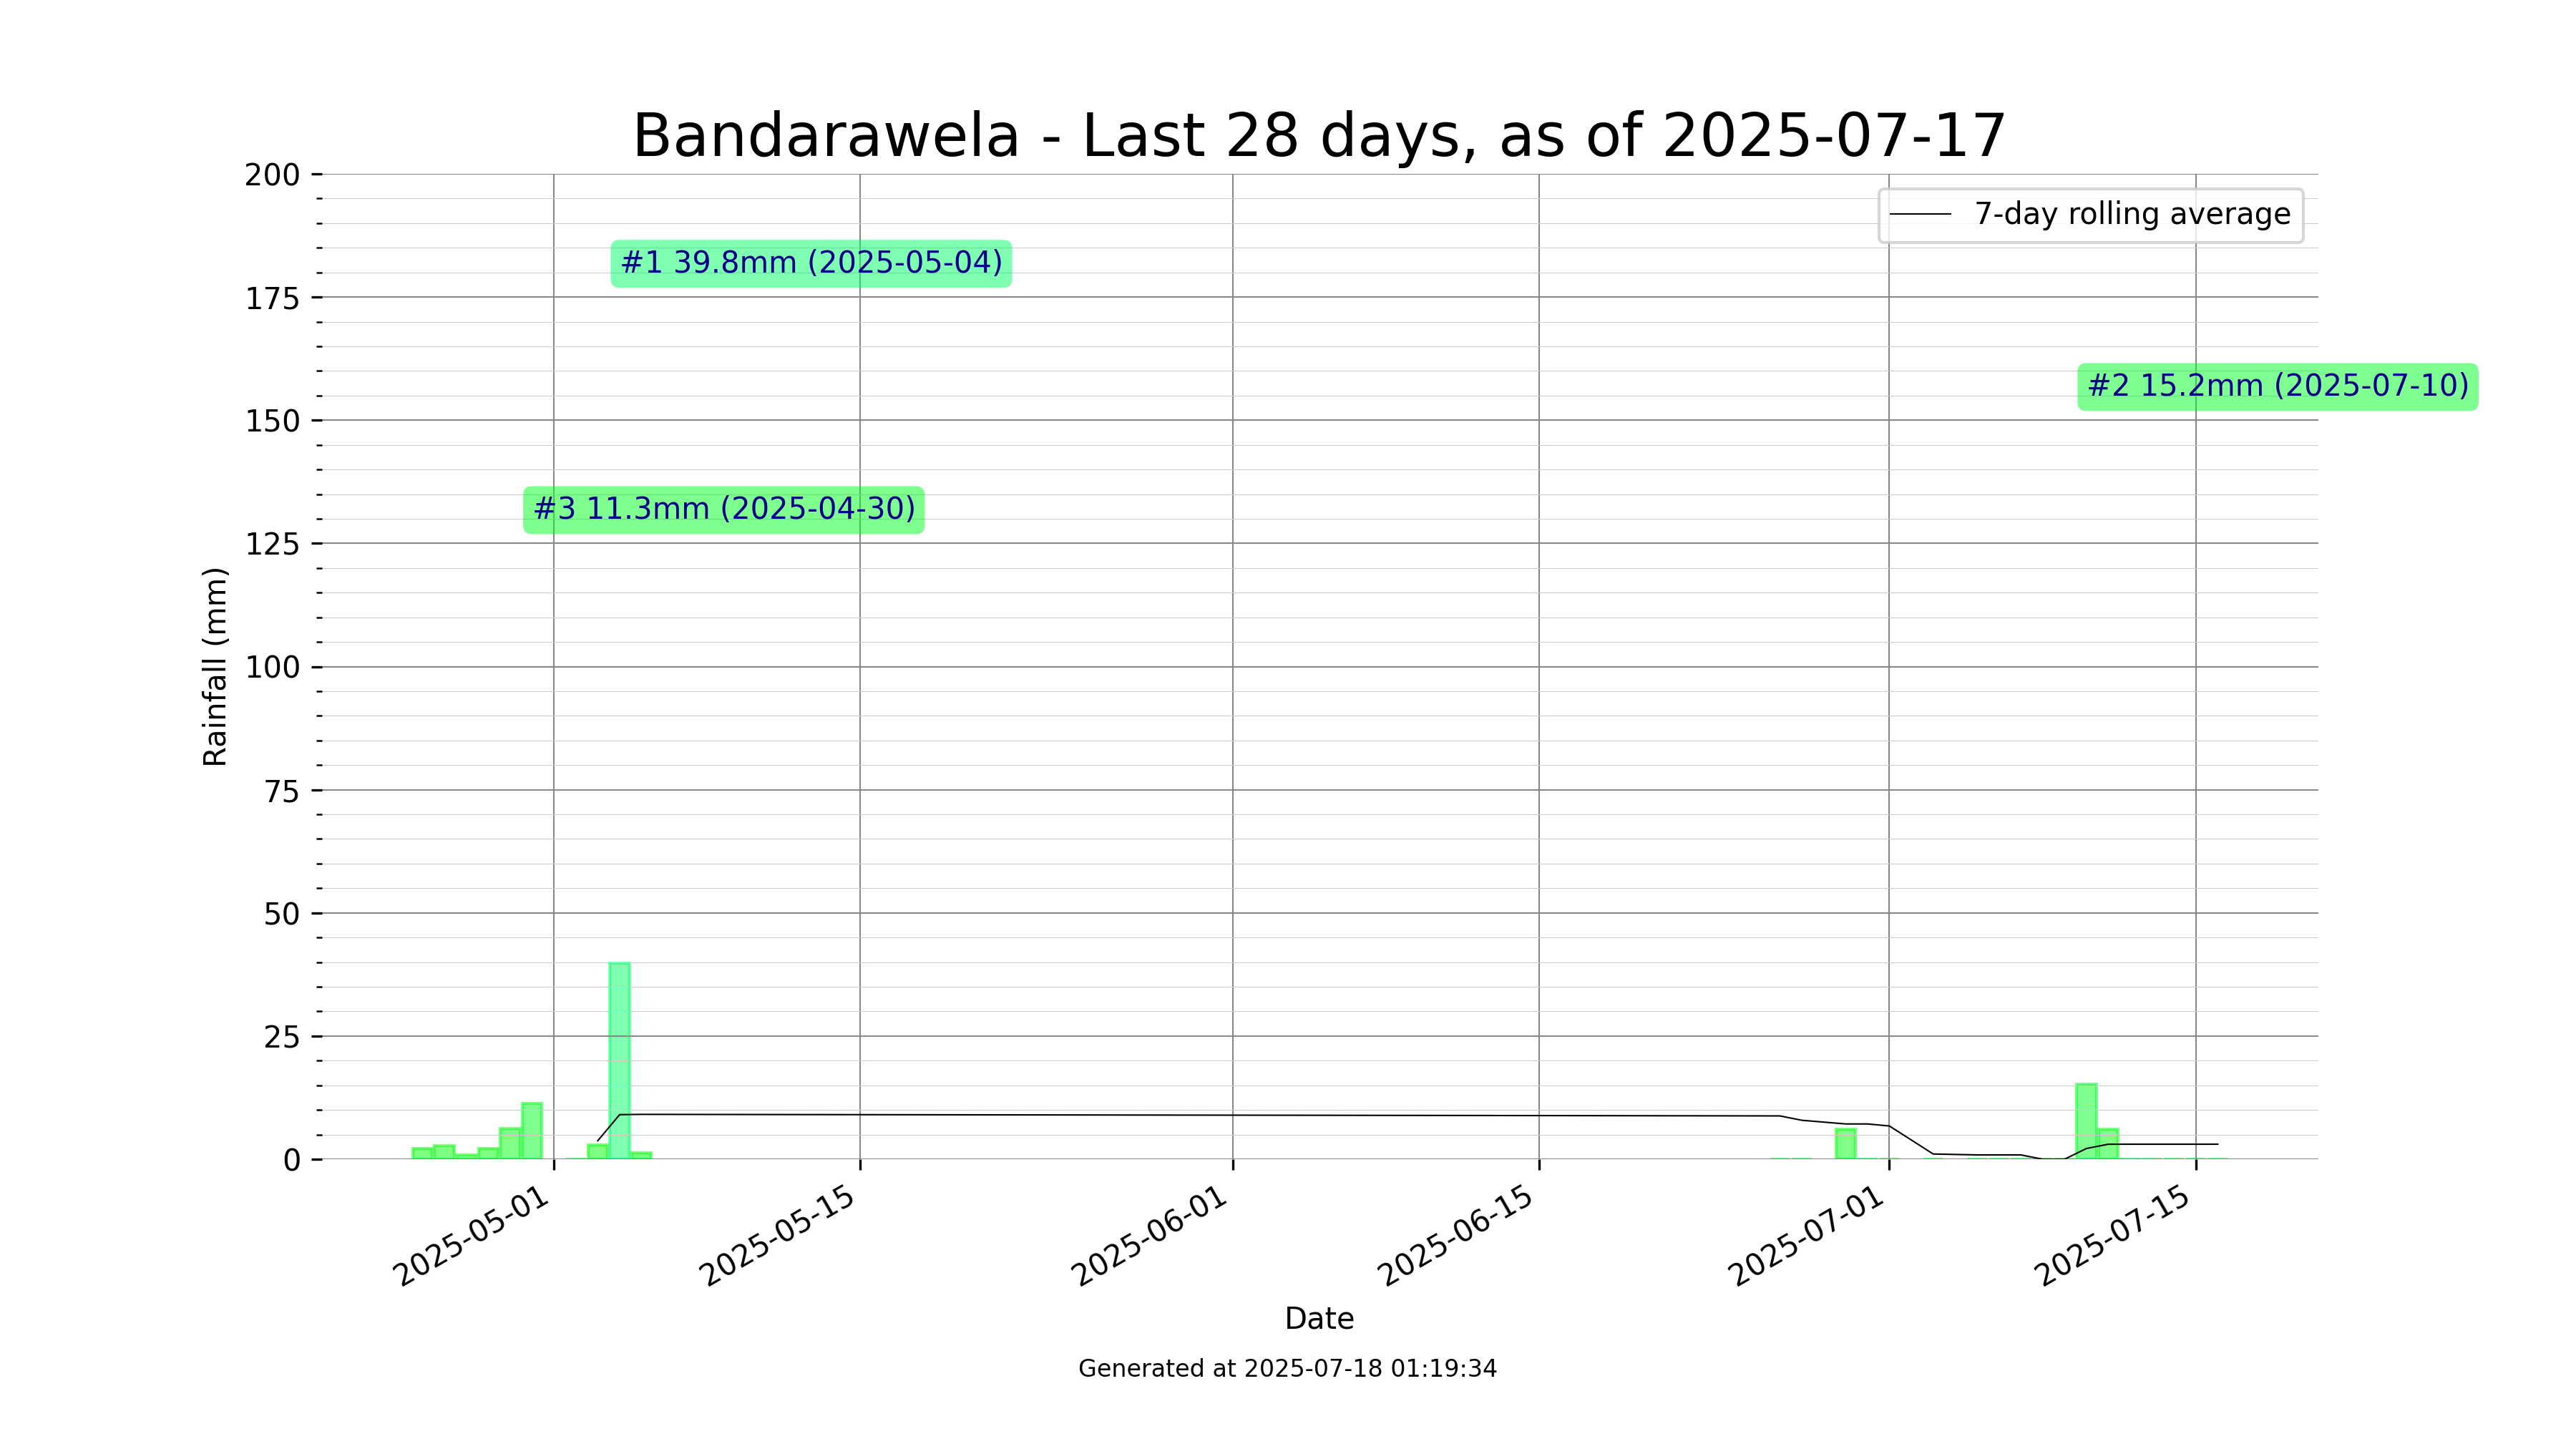 Bandarawela - Last 28 days, as of 2025-07-17
200
7-day rolling average
#1 39.8mm (2025-05-04)
175
#2 15.2mm (2025-07-10)
150
#3 11.3mm (2025-04-30)
125
Rainfall (mm)
100
75
50
25
0
2025-05-01
2025-05-15
2025-06-01
2025-06-15
2025-07-01
2025-07-15
Date
Generated at 2025-07-18 01:19:34